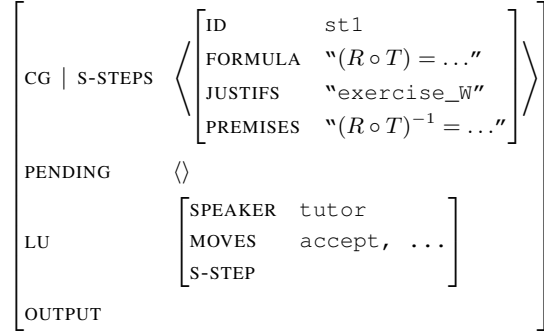 ID st1
FORMULA “(R ∘ T) = …”
CG | S-STEPS
JUSTIFS "exercise_W"
PREMISES “(R ∘ T)⁻¹ = …”
PENDING ⟨⟩
SPEAKER tutor
LU MOVES accept, ...
S-STEP
OUTPUT